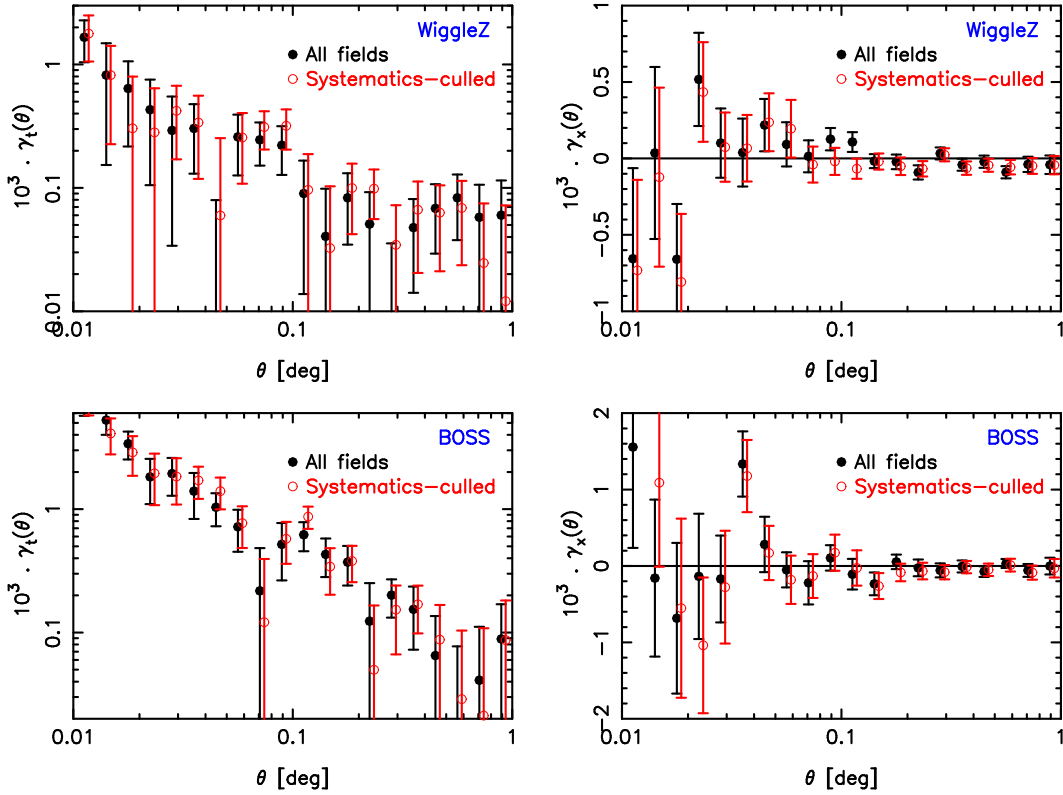 WiggleZ
All fields
Systematics-culled
1
0.1
0.01
10³ · γt(θ)
0.01 0.1 1
θ [deg]
WiggleZ
All fields
Systematics-culled
1
0.5
0
−0.5
−1
10³ · γx(θ)
0.01 0.1 1
θ [deg]
BOSS
All fields
Systematics-culled
1
0.1
10³ · γt(θ)
0.01 0.1 1
θ [deg]
BOSS
All fields
Systematics-culled
2
1
0
−1
−2
10³ · γx(θ)
0.01 0.1 1
θ [deg]